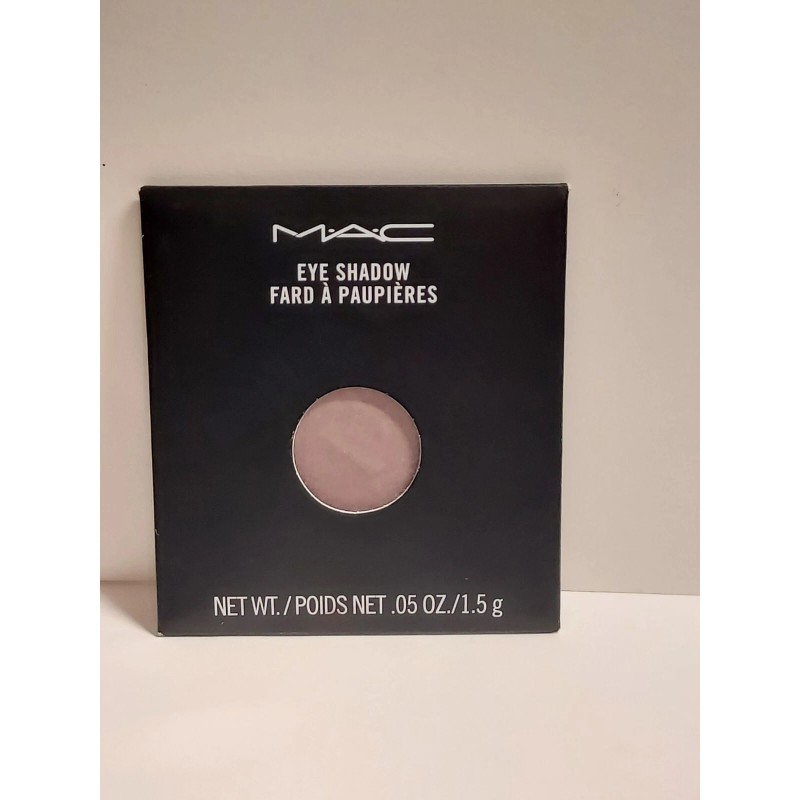 M·A·C
EYE SHADOW
FARD À PAUPIÈRES
NET WT./POIDS NET .05 OZ./1.5 g